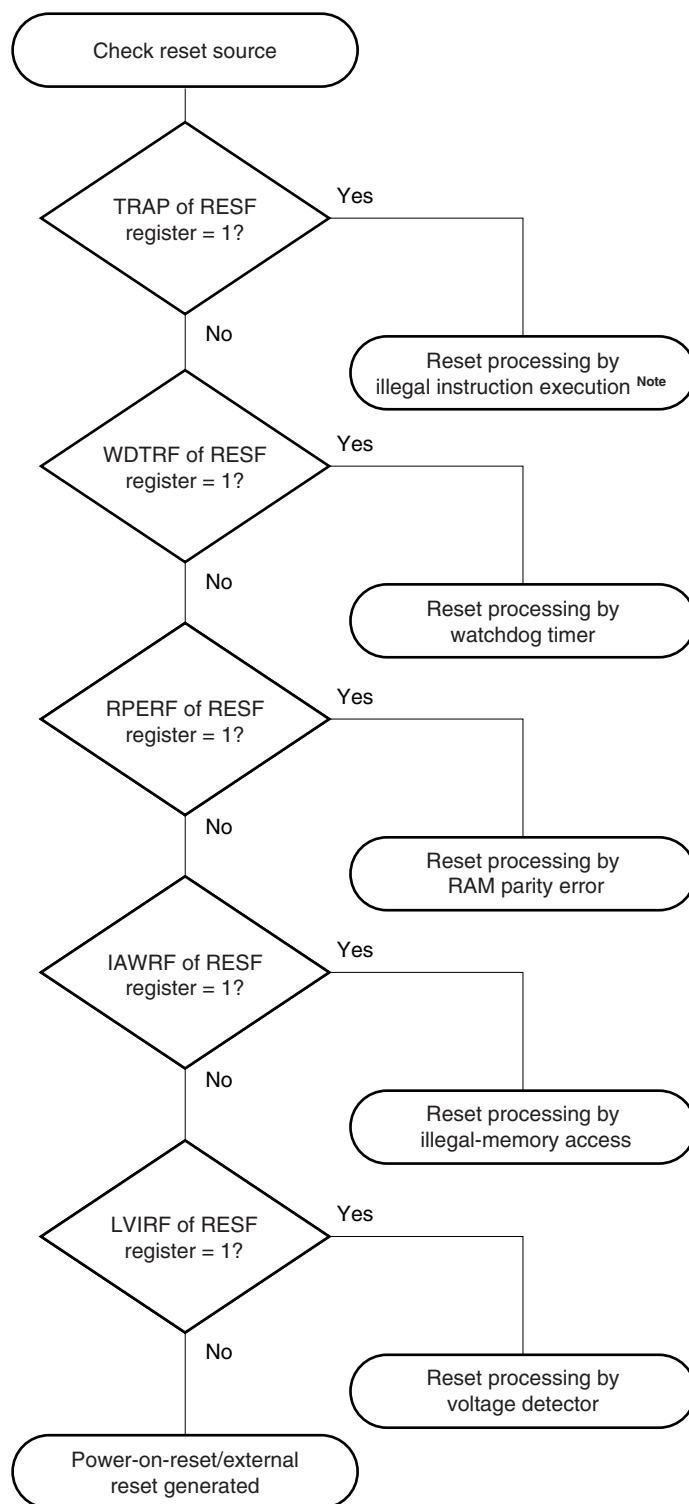 Check reset source
TRAP of RESF
register = 1?
Yes
No
Reset processing by
illegal instruction execution Note
WDTRF of RESF
register = 1?
Yes
No
Reset processing by
watchdog timer
RPERF of RESF
register = 1?
Yes
No
Reset processing by
RAM parity error
IAWRF of RESF
register = 1?
Yes
No
Reset processing by
illegal-memory access
LVIRF of RESF
register = 1?
Yes
No
Reset processing by
voltage detector
Power-on-reset/external
reset generated